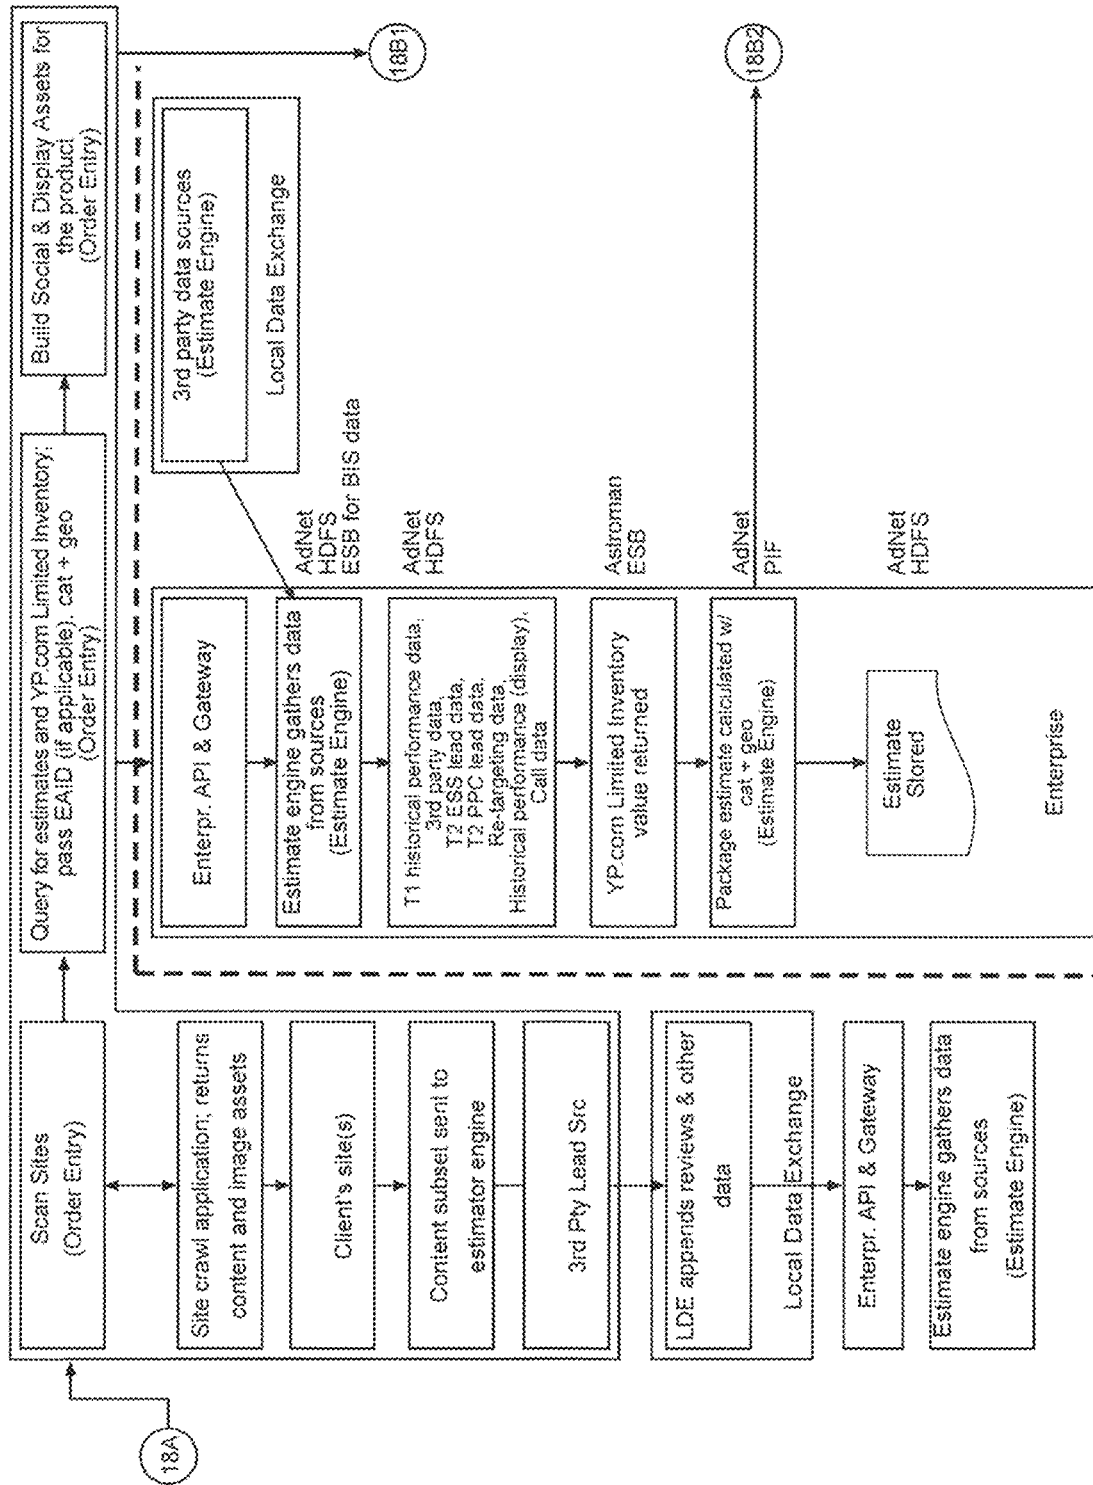 18A
Scan Sites
(Order Entry)
Query for estimates and YP.com Limited Inventory;
pass EAID (if applicable). cat + geo
(Order Entry)
Build Social & Display Assets for
the product
(Order Entry)
18B1
Site crawl application; returns
content and image assets
Client's site(s)
Content subset sent to
estimator engine
3rd Pty Lead Src
LDE appends reviews & other
data
Local Data Exchange
Enterpr. API & Gateway
Estimate engine gathers data
from sources
(Estimate Engine)
3rd party data sources
(Estimate Engine)
Local Data Exchange
Enterpr. API & Gateway
Estimate engine gathers data
from sources
(Estimate Engine)
AdNet
HDFS
ESB for BIS data
T1 historical performance data,
3rd party data,
T2 ESS lead data,
T2 PPC lead data,
Re-targeting data,
Historical performance (display),
Call data
AdNet
HDFS
YP.com Limited Inventory
value returned
Astroman
ESB
Package estimate calculated w/
cat + geo
(Estimate Engine)
AdNet
PIF
18B2
Estimate
Stored
AdNet
HDFS
Enterprise